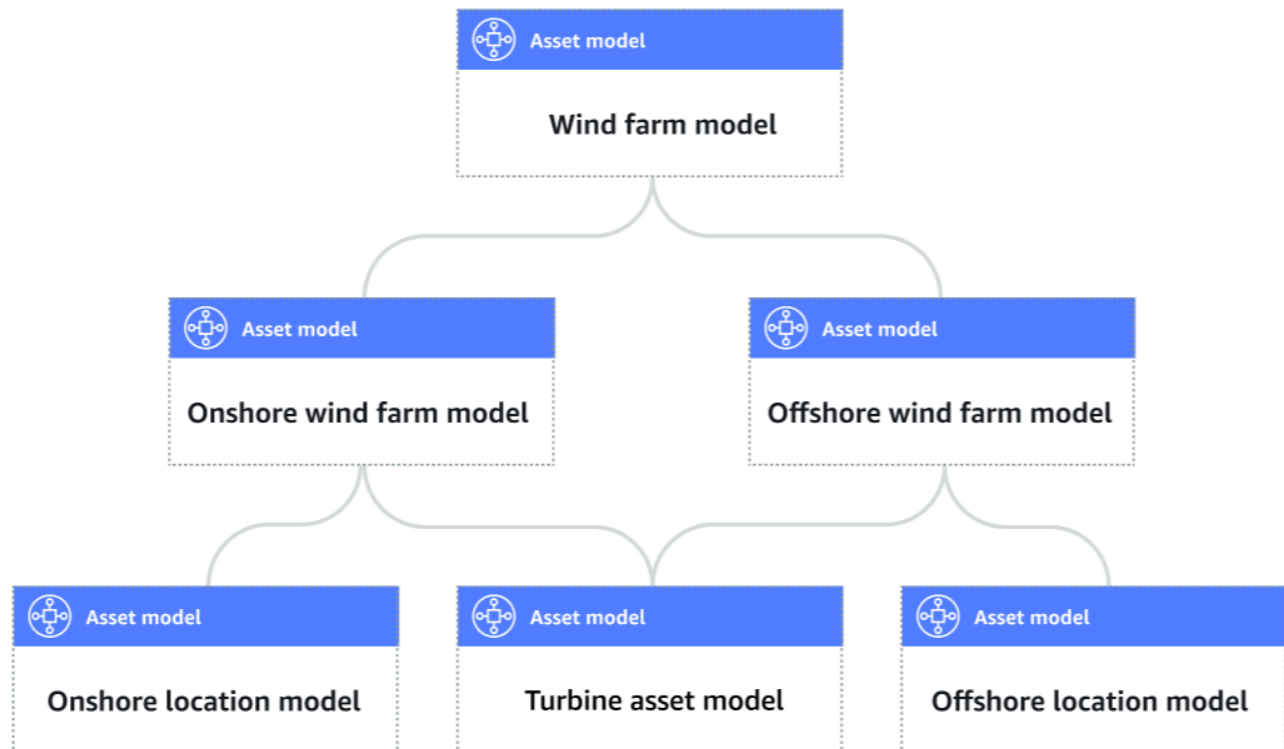 Asset model
Wind farm model
Asset model
Onshore wind farm model
Asset model
Offshore wind farm model
Asset model
Onshore location model
Asset model
Turbine asset model
Asset model
Offshore location model